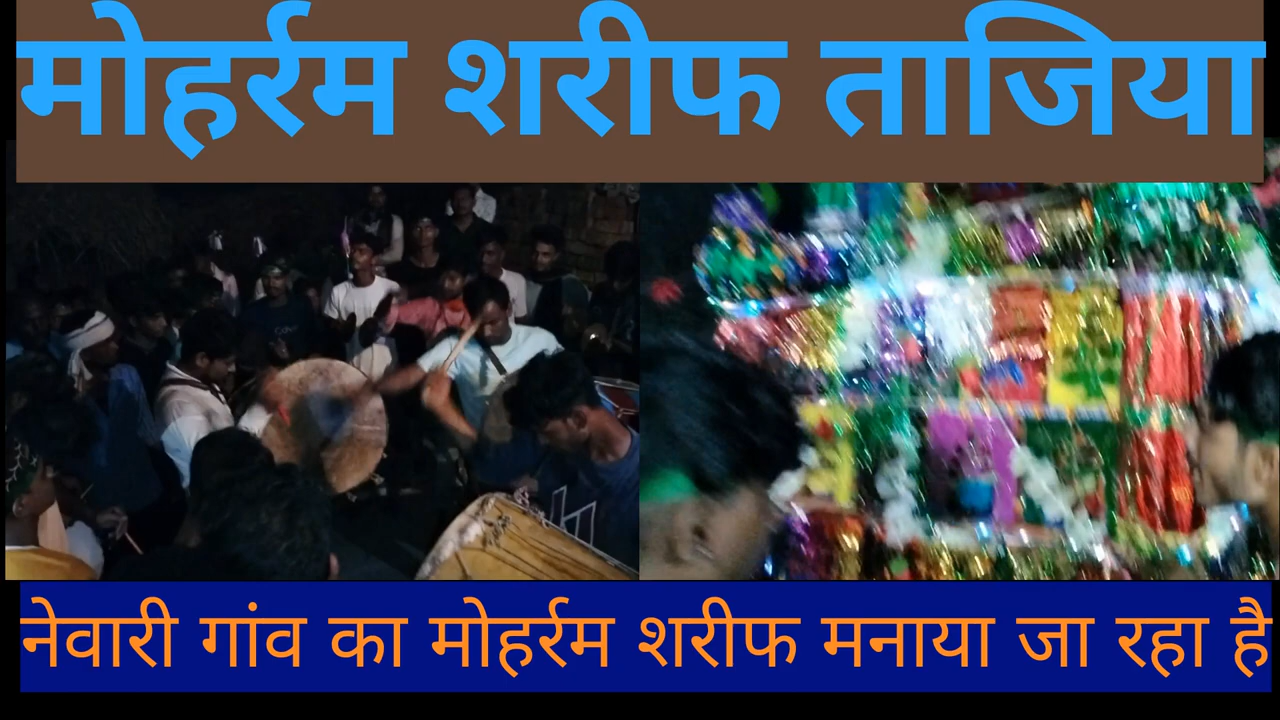 मोहर्रम शरीफ ताजिया
नेवारी गांव का मोहर्रम शरीफ मनाया जा रहा है